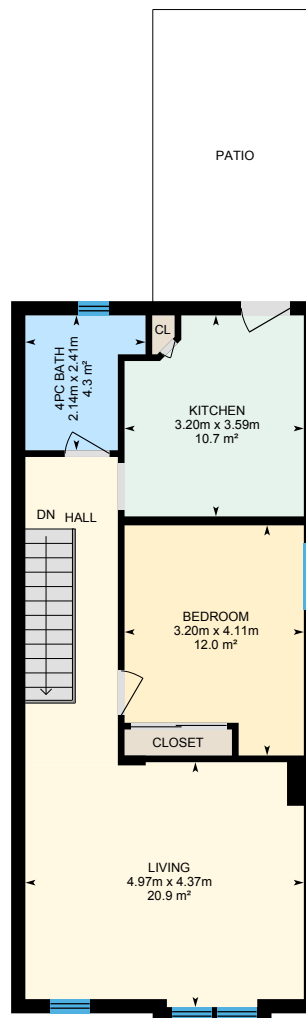 PATIO
CL
4PC BATH
2.14m x 2.41m
4.3 m²
KITCHEN
3.20m x 3.59m
10.7 m²
DN
HALL
BEDROOM
3.20m x 4.11m
12.0 m²
CLOSET
LIVING
4.97m x 4.37m
20.9 m²